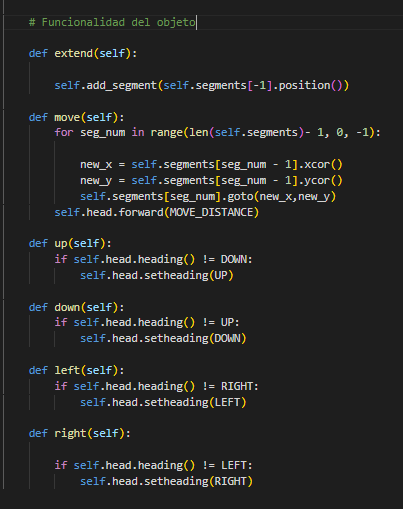 # Funcionalidad del objeto
def extend(self):
self.add_segment(self.segments[-1].position())
def move(self):
for seg_num in range(len(self.segments)- 1, 0, -1):
new_x = self.segments[seg_num - 1].xcor()
new_y = self.segments[seg_num - 1].ycor()
self.segments[seg_num].goto(new_x,new_y)
self.head.forward(MOVE_DISTANCE)
def up(self):
if self.head.heading() != DOWN:
self.head.setheading(UP)
def down(self):
if self.head.heading() != UP:
self.head.setheading(DOWN)
def left(self):
if self.head.heading() != RIGHT:
self.head.setheading(LEFT)
def right(self):
if self.head.heading() != LEFT:
self.head.setheading(RIGHT)